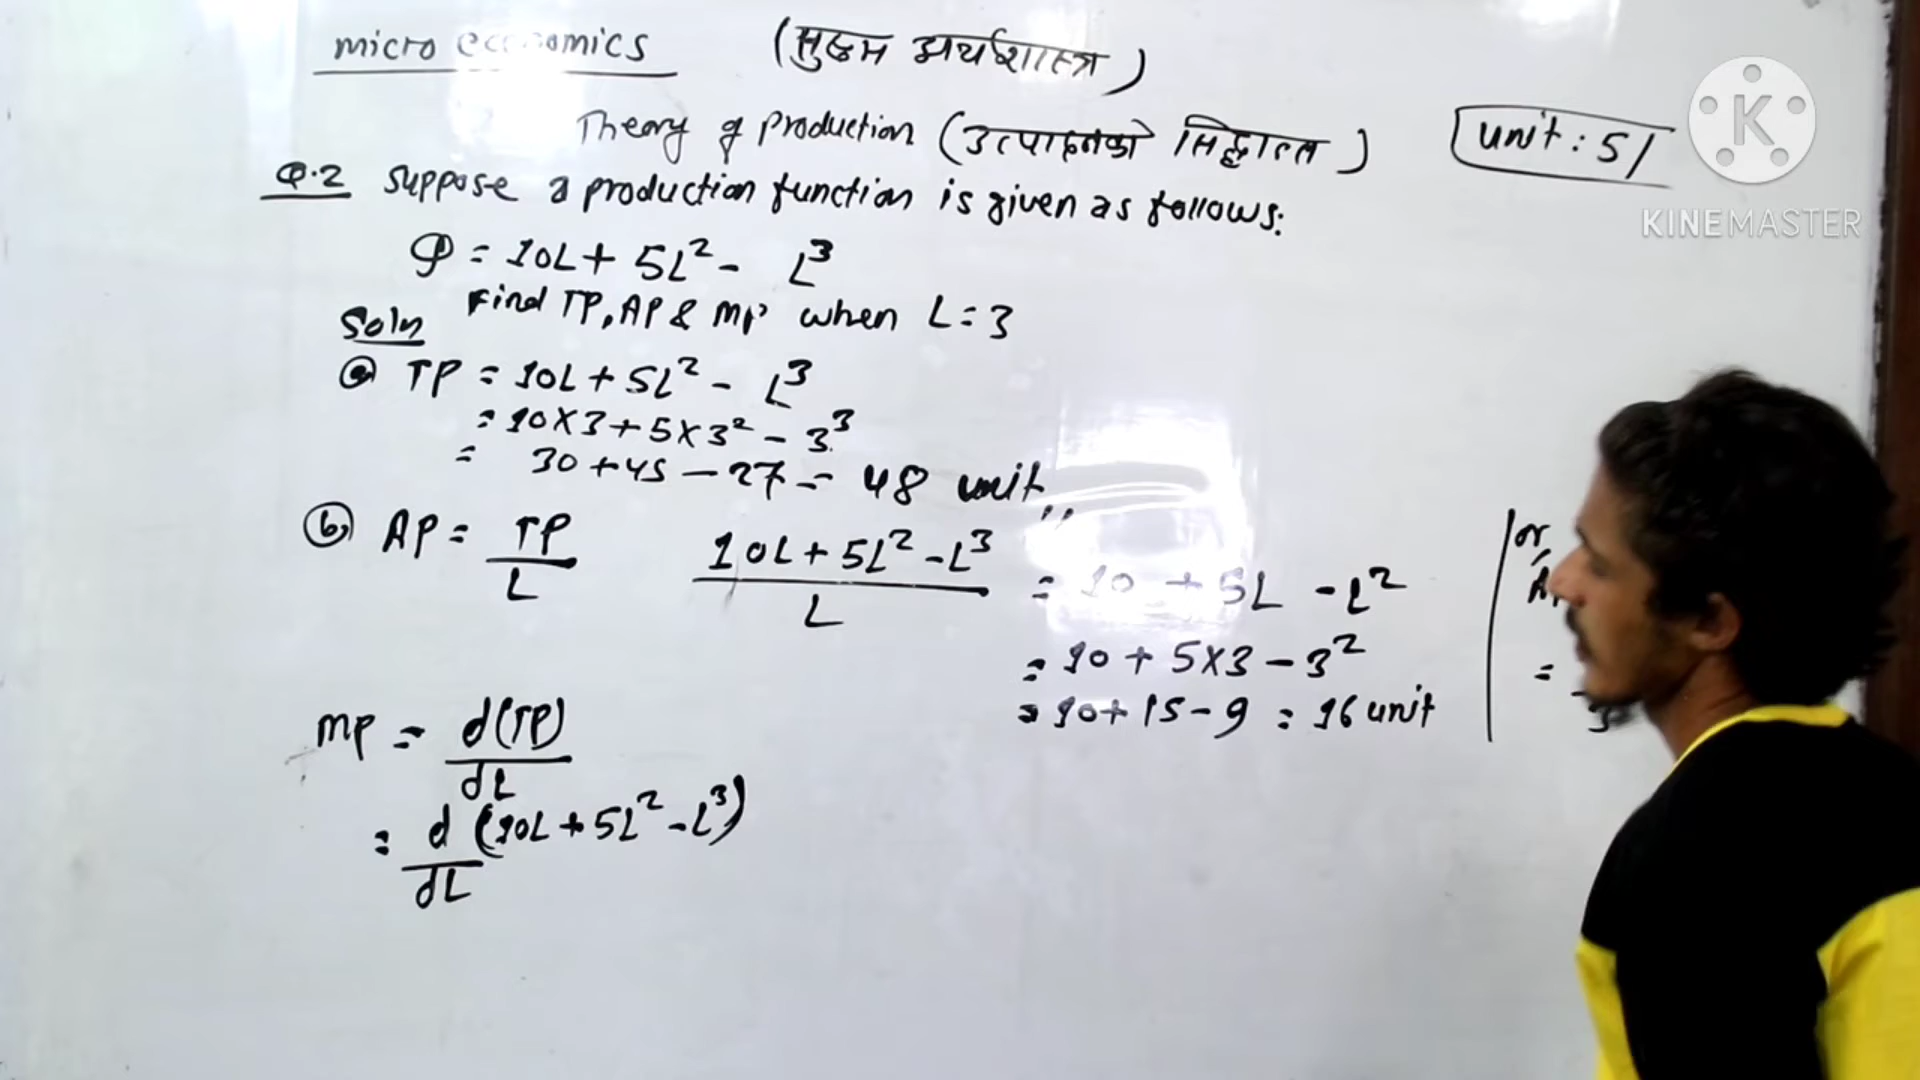 micro economics (सुक्ष्म अर्थशास्त्र)
Theory of production (उत्पादनको सिद्धान्त) unit: 5/
KINEMASTER
Q.2 suppose a production function is given as follows:
Q = 10L + 5L² - L³
Find TP, AP & MP when L = 3
Soln
ⓐ TP = 10L + 5L² - L³
= 10×3 + 5×3² - 3³
= 30 + 45 - 27 = 48 unit,,
ⓑ AP = TP/L (10L + 5L² - L³)/L = 10 + 5L - L²
= 10 + 5×3 - 3²
= 10 + 15 - 9 = 16 unit
or,
=
MP = d(TP)/dL
= d/dL (10L + 5L² - L³)